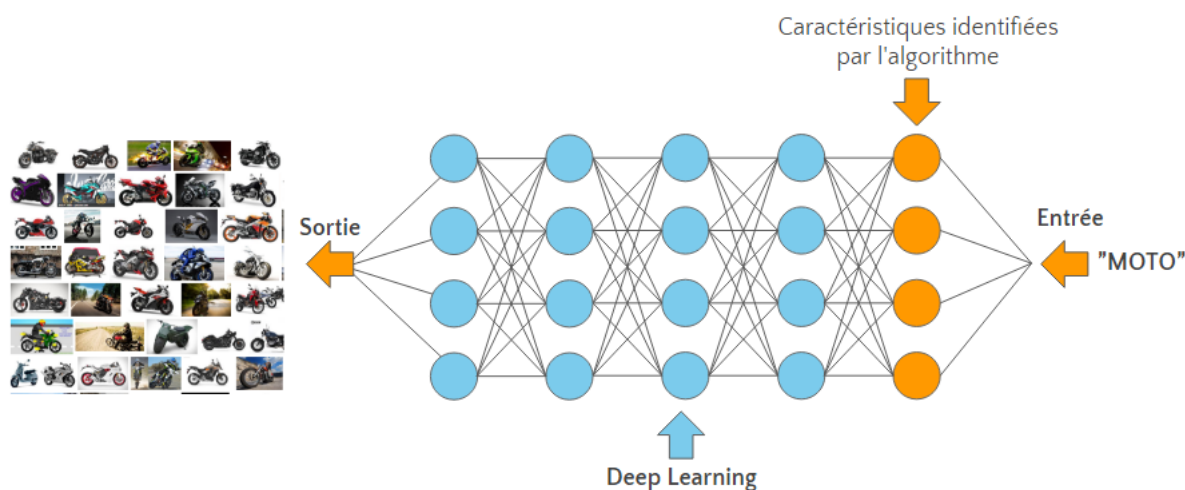 Caractéristiques identifiées
par l'algorithme
Sortie
Entrée
"MOTO"
Deep Learning